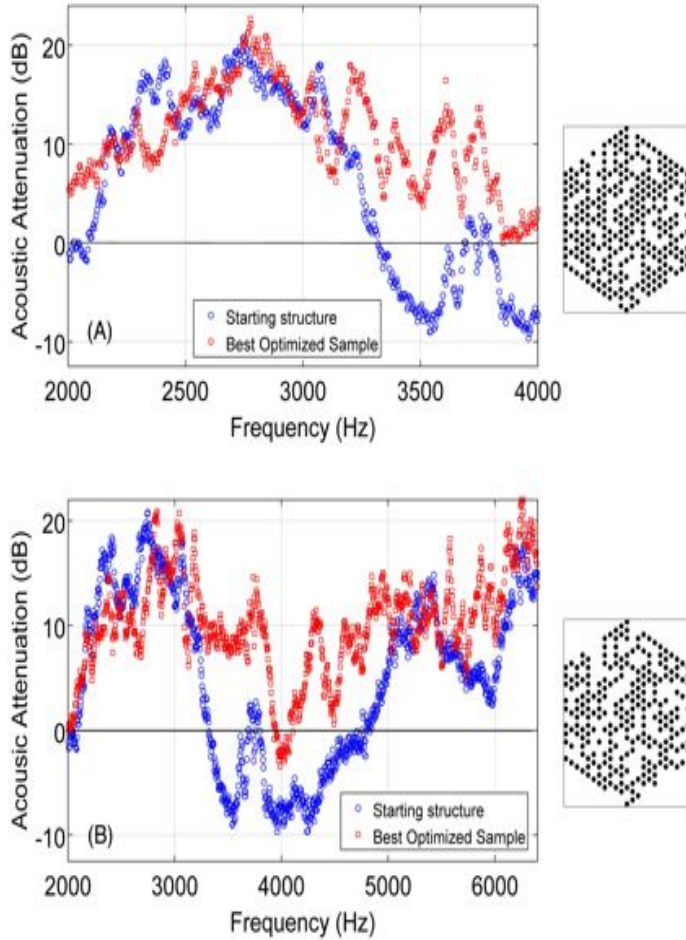 20
10
0
-10
Acoustic Attenuation (dB)
(A)
Starting structure
Best Optimized Sample
2000 2500 3000 3500 4000
Frequency (Hz)
20
10
0
-10
Acousic Attenuation (dB)
(B)
Starting structure
Best Optimized Sample
2000 3000 4000 5000 6000
Frequency (Hz)